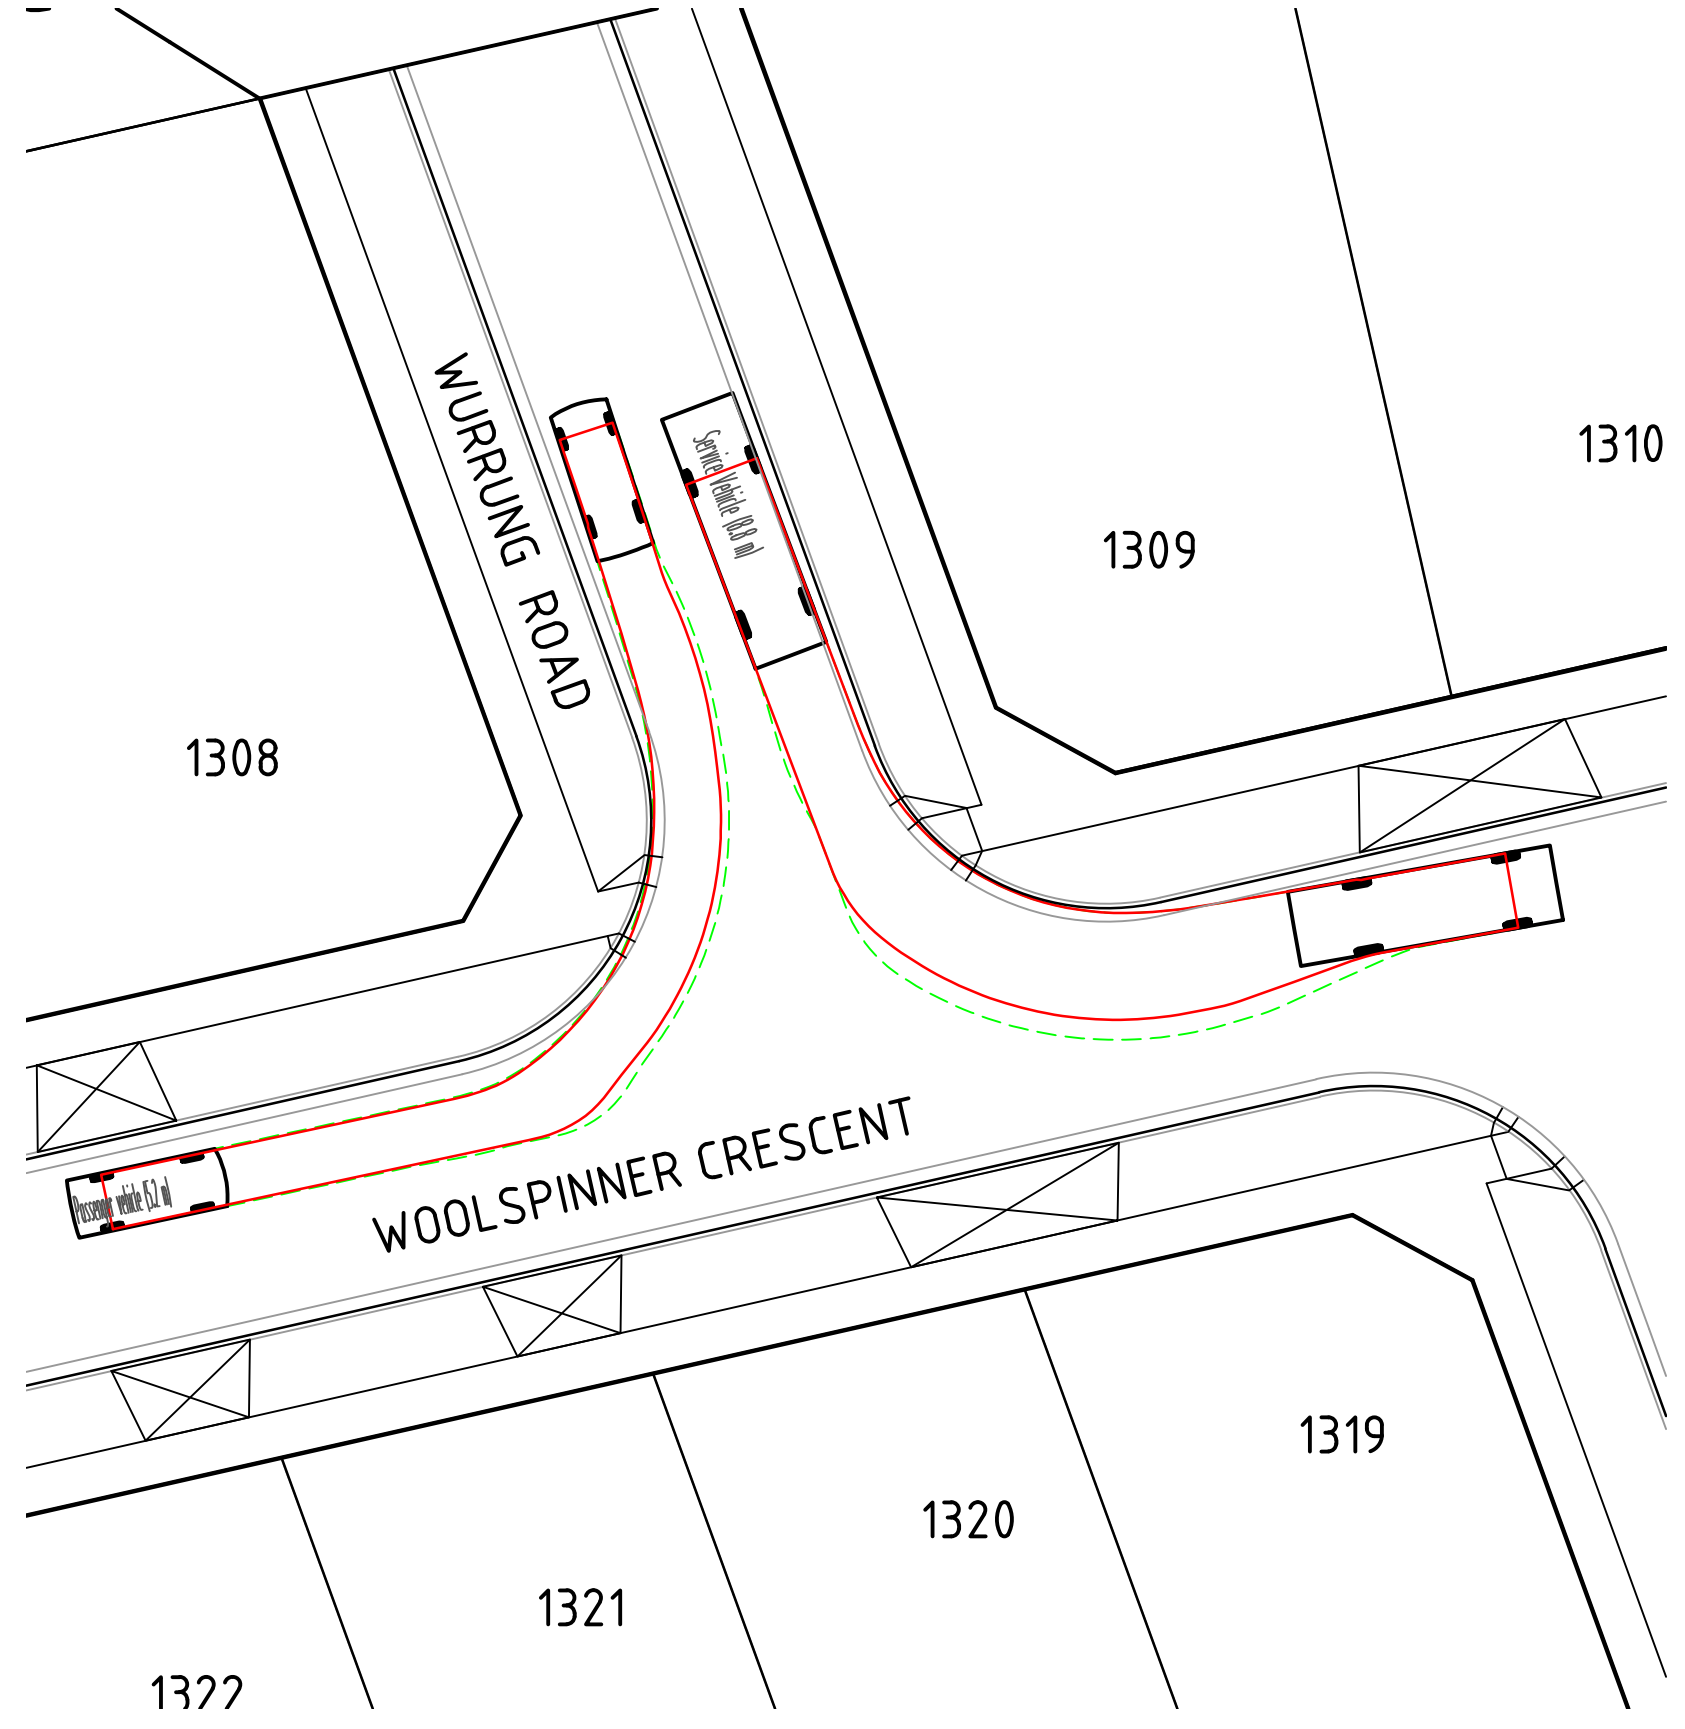 WURRUNG ROAD
Service Vehicle (8.8 m)
1310
1309
1308
Passenger vehicle (5.2 m)
WOOLSPINNER CRESCENT
1319
1320
1321
1322